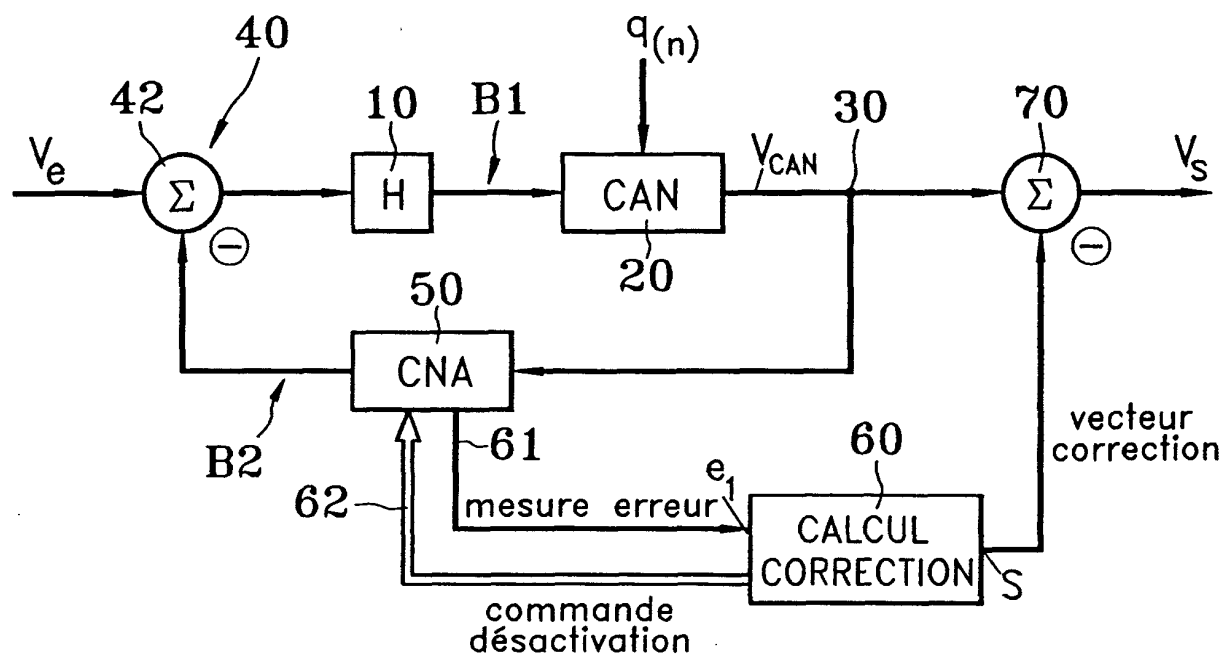 40
q(n)
42
10
B1
30
70
Ve
Σ
H
CAN
VCAN
Σ
Vs
⊖
20
⊖
50
CNA
B2
61
62
mesure erreur
e1
60
vecteur
correction
CALCUL
CORRECTION
S
commande
désactivation